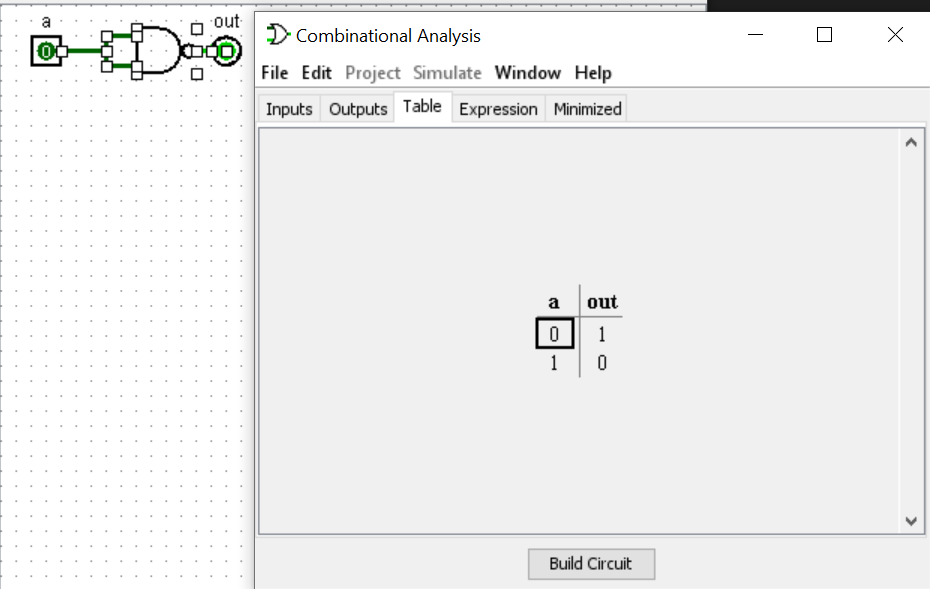 a
out
0
Combinational Analysis
File Edit Project Simulate Window Help
Inputs Outputs Table Expression Minimized
a out
0 1
1 0
Build Circuit